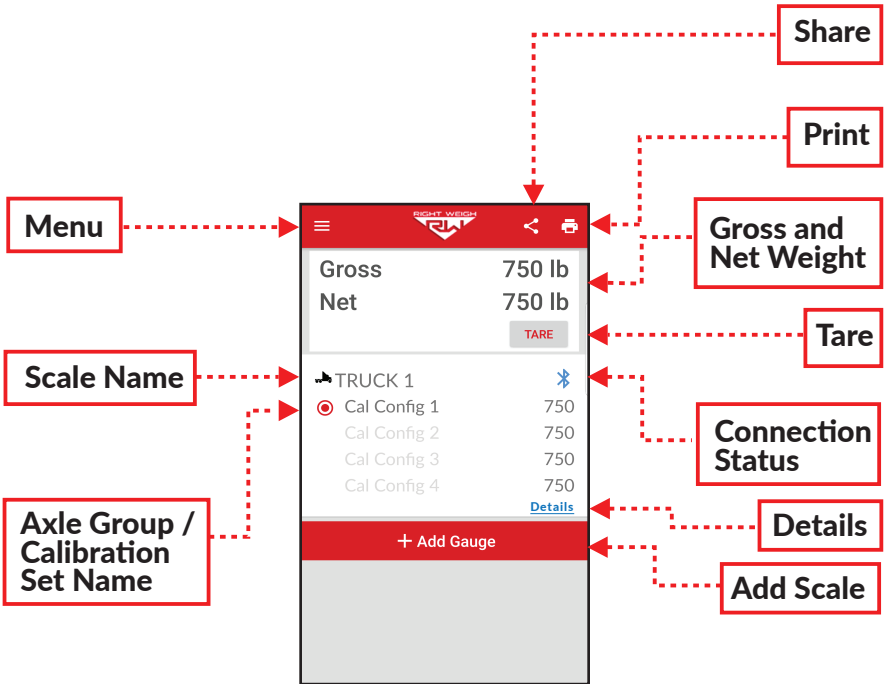 Share
Print
Menu
RIGHT WEIGH
RW
Gross and
Net Weight
Gross 750 lb
Net 750 lb
TARE
Tare
Scale Name
TRUCK 1
Cal Config 1 750
Cal Config 2 750
Cal Config 3 750
Cal Config 4 750
Details
Connection
Status
Axle Group /
Calibration
Set Name
Details
+ Add Gauge
Add Scale